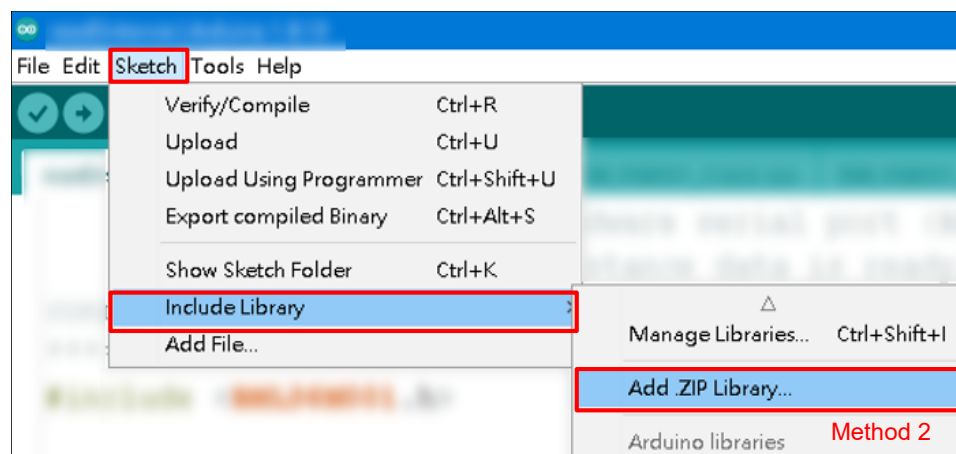 File Edit Sketch Tools Help
Verify/Compile Ctrl+R
Upload Ctrl+U
Upload Using Programmer Ctrl+Shift+U
Export compiled Binary Ctrl+Alt+S
Show Sketch Folder Ctrl+K
Include Library
Add File...
Manage Libraries... Ctrl+Shift+I
Add .ZIP Library...
Arduino libraries
Method 2
#include